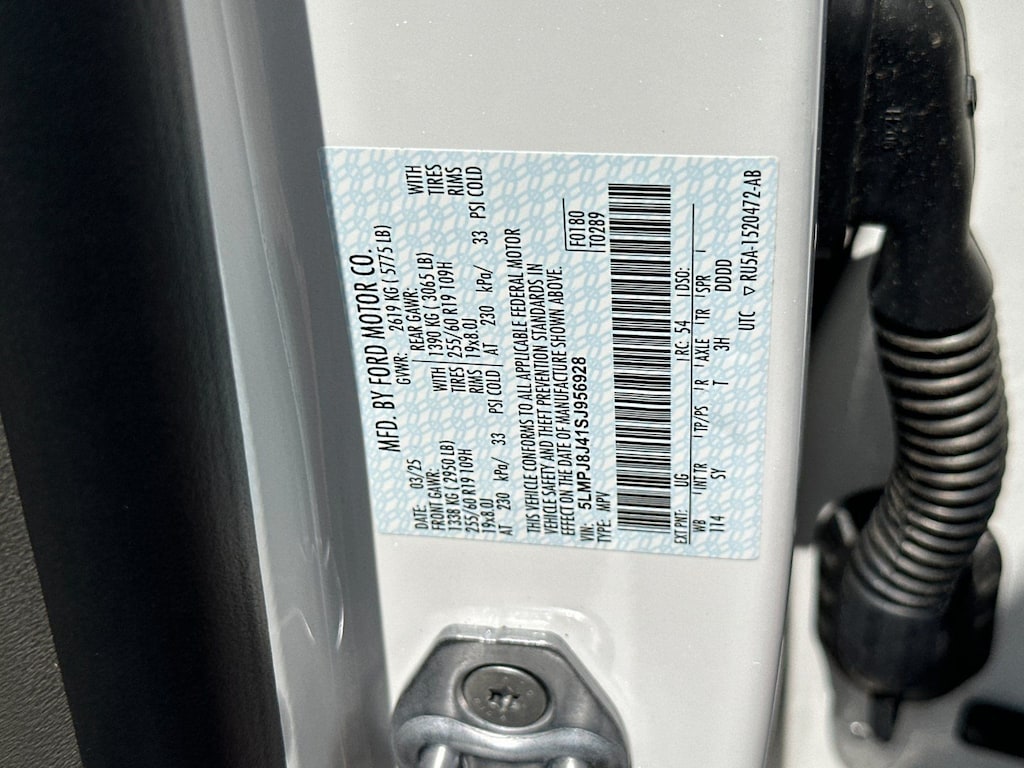 MFD. BY FORD MOTOR CO.
DATE: 03/25 GVWR: 2619 KG ( 5775 LB)
FRONT GAWR: REAR GAWR:
1338 KG ( 2950 LB) WITH 1390 KG ( 3065 LB) WITH
255/60 R19 109H TIRES 255/60 R19 109H TIRES
19x8.0J RIMS 19x8.0J RIMS
AT 230 kPa/ 33 PSI COLD AT 230 kPa/ 33 PSI COLD
THIS VEHICLE CONFORMS TO ALL APPLICABLE FEDERAL MOTOR
VEHICLE SAFETY AND THEFT PREVENTION STANDARDS IN
EFFECT ON THE DATE OF MANUFACTURE SHOWN ABOVE.
VIN: 5LMPJ8J41SJ956928 F0180
TYPE: MPV T0289
EXT PNT: UG RC: 54 DSO:
WB INT TR TP/PS R AXLE TR SPR
114 SY T 3H DDDD
UTC ▽ RU5A-1520472-AB